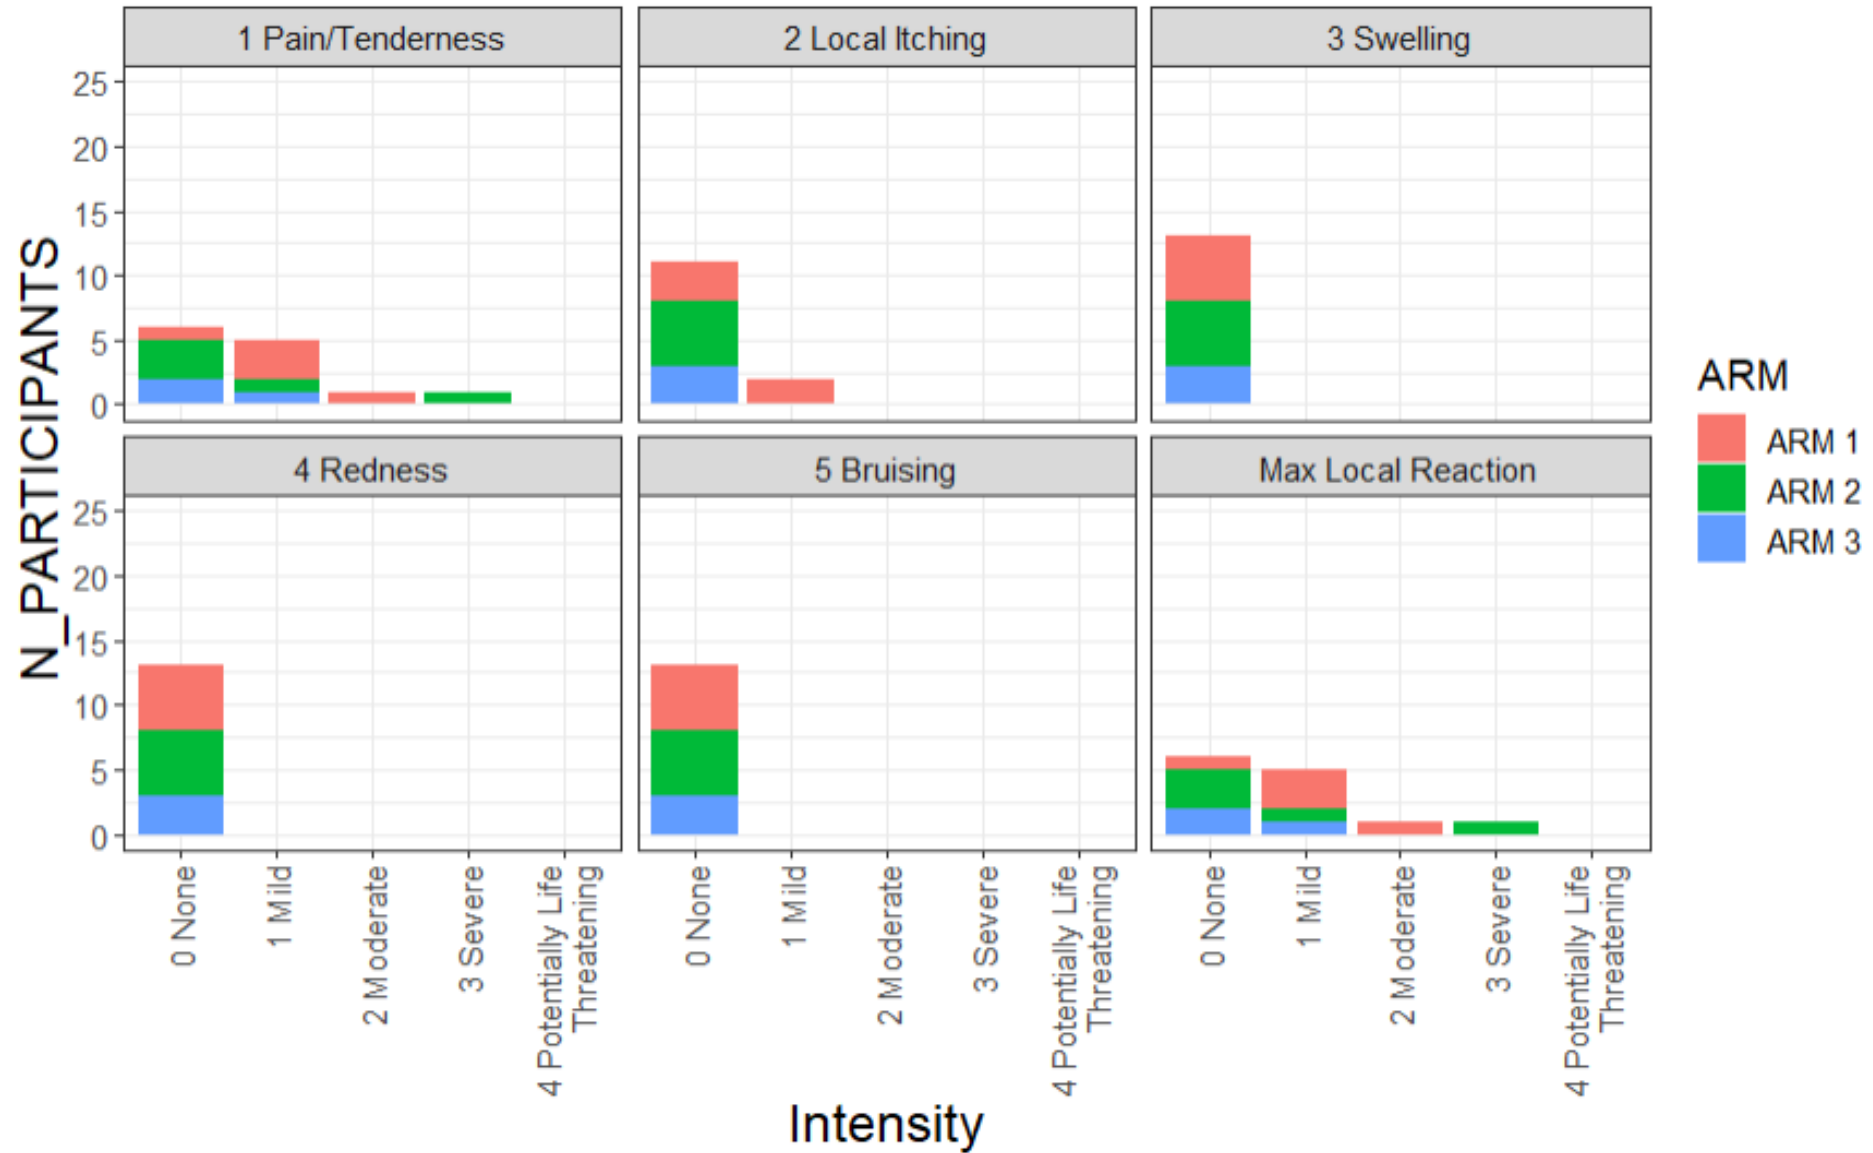 1 Pain/Tenderness
2 Local Itching
3 Swelling
25
20
15
10
5
0
4 Redness
5 Bruising
Max Local Reaction
25
20
15
10
5
0
N_PARTICIPANTS
0 None
1 Mild
2 Moderate
3 Severe
4 Potentially Life
Threatening
0 None
1 Mild
2 Moderate
3 Severe
4 Potentially Life
Threatening
0 None
1 Mild
2 Moderate
3 Severe
4 Potentially Life
Threatening
Intensity
ARM
ARM 1
ARM 2
ARM 3